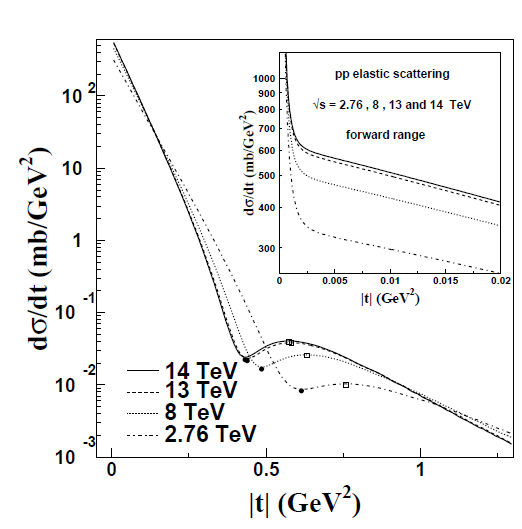 dσ/dt (mb/GeV²)
10²
10
1
10⁻¹
10⁻²
10⁻³
14 TeV
13 TeV
8 TeV
2.76 TeV
0
0.5
1
|t| (GeV²)
dσ/dt (mb/GeV²)
1000
900
800
700
600
500
400
300
pp elastic scattering
√s = 2.76 , 8 , 13 and 14 TeV
forward range
0
0.005
0.01
0.015
0.02
|t| (GeV²)